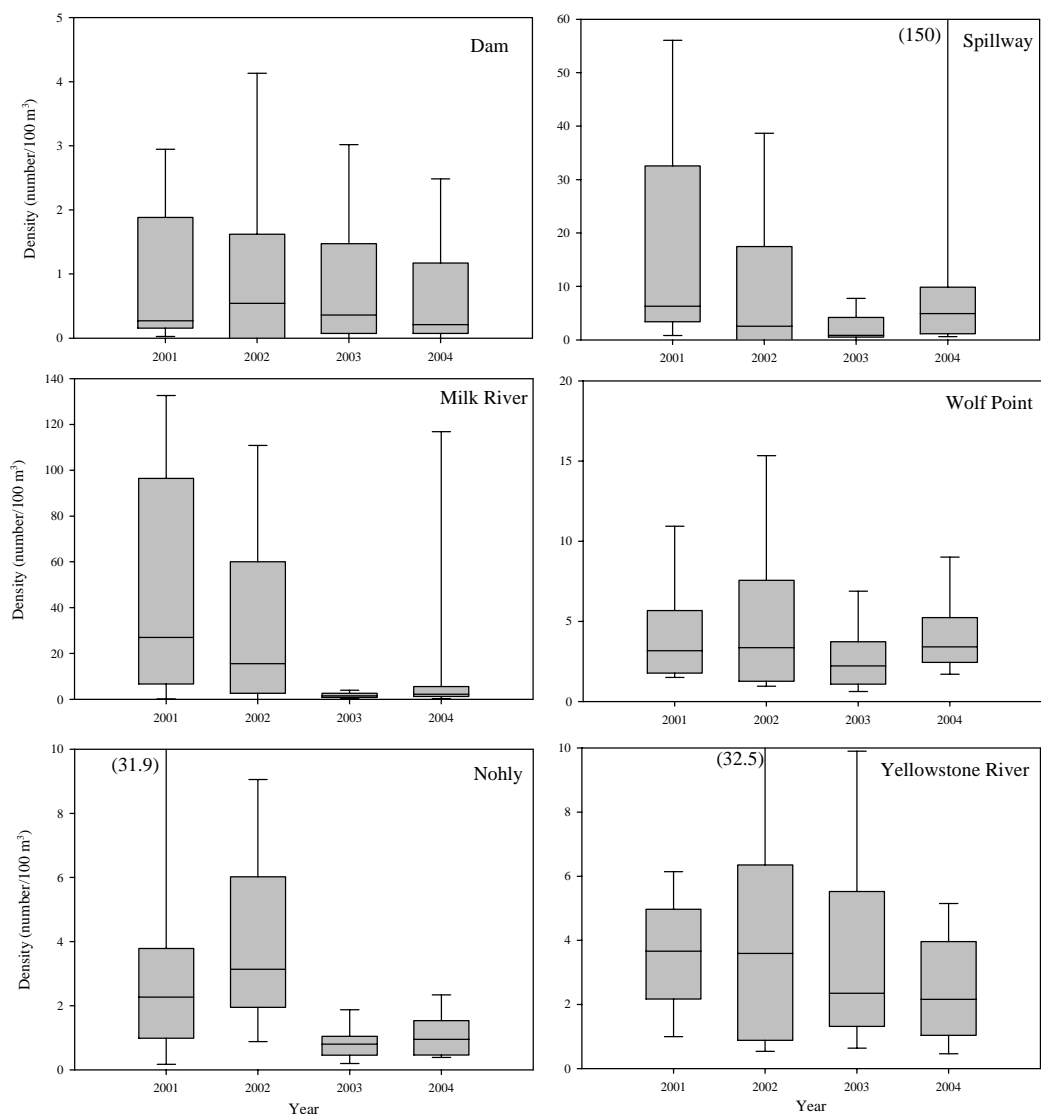 Dam
Density (number/100 m³)
5
4
3
2
1
0
2001 2002 2003 2004
(150) Spillway
60
50
40
30
20
10
0
2001 2002 2003 2004
Milk River
Density (number/100 m³)
140
120
100
80
60
40
20
0
2001 2002 2003 2004
Wolf Point
20
15
10
5
0
2001 2002 2003 2004
(31.9) Nohly
Density (number/100 m³)
10
8
6
4
2
0
2001 2002 2003 2004
Year
(32.5) Yellowstone River
10
8
6
4
2
0
2001 2002 2003 2004
Year